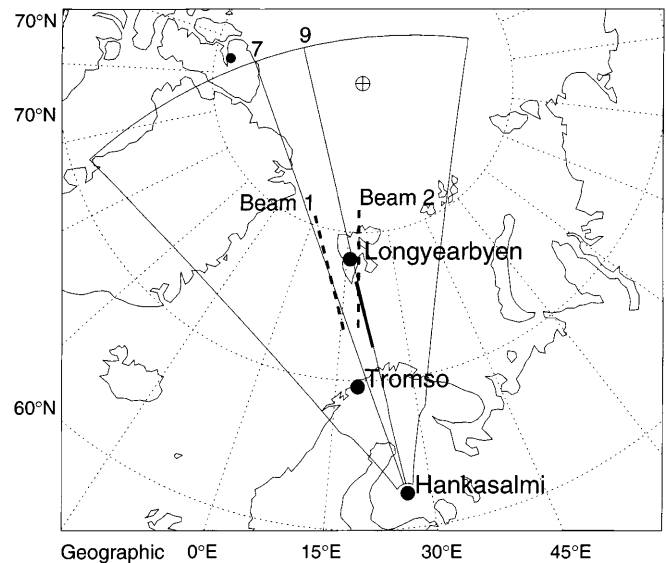 70°N
9
7
70°N
Beam 1
Beam 2
Longyearbyen
Tromso
60°N
Hankasalmi
Geographic 0°E 15°E 30°E 45°E